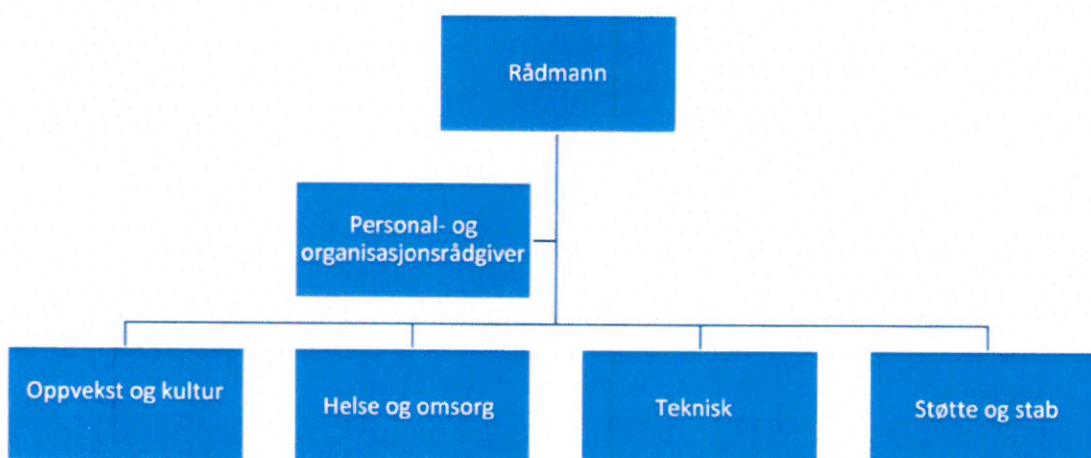 Rådmann
Personal- og
organisasjonsrådgiver
Oppvekst og kultur
Helse og omsorg
Teknisk
Støtte og stab